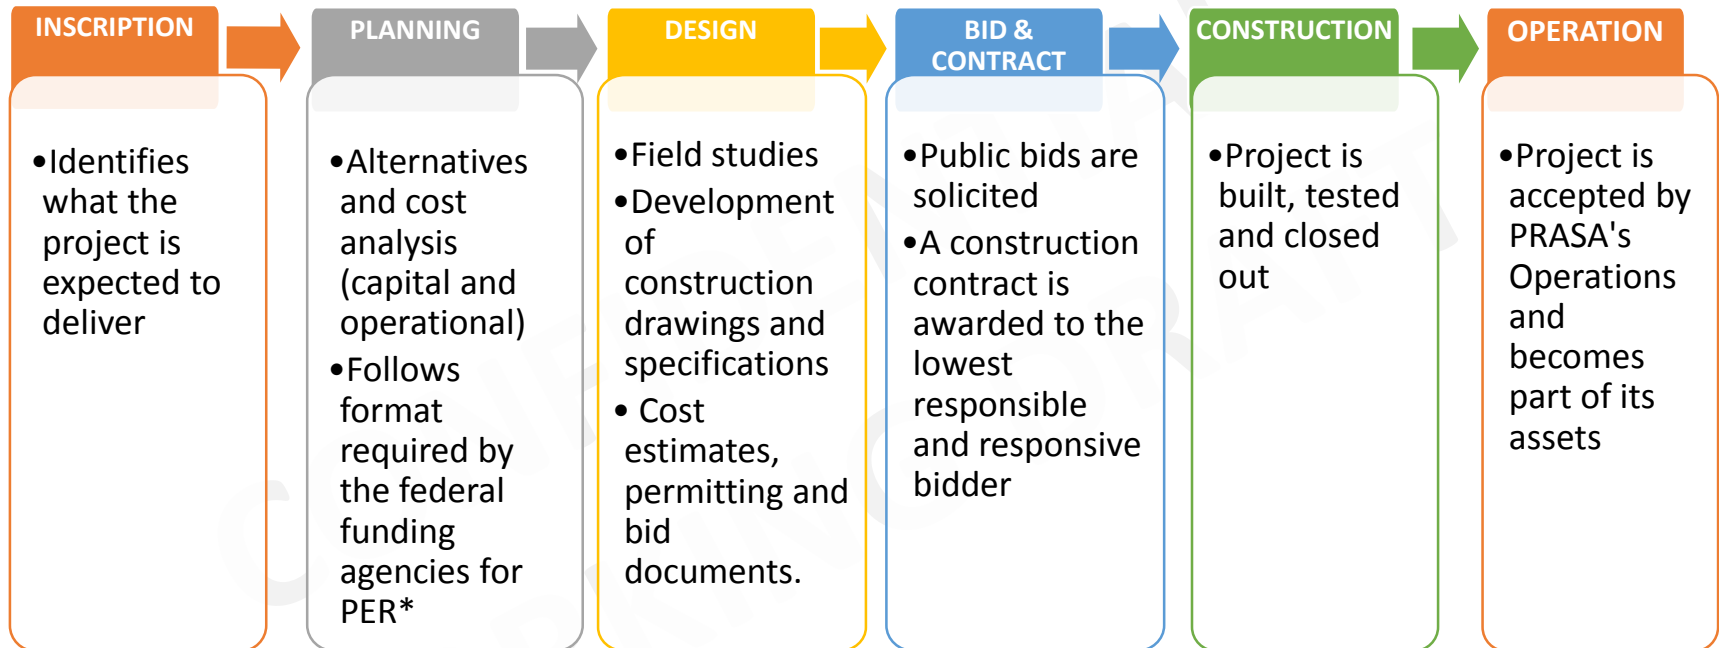 INSCRIPTION
•Identifies
what the
project is
expected to
deliver
PLANNING
•Alternatives
and cost
analysis
(capital and
operational)
•Follows
format
required by
the federal
funding
agencies for
PER*
DESIGN
•Field studies
•Development
of
construction
drawings and
specifications
• Cost
estimates,
permitting and
bid
documents.
BID &
CONTRACT
•Public bids are
solicited
•A construction
contract is
awarded to the
lowest
responsible
and responsive
bidder
CONSTRUCTION
•Project is
built, tested
and closed
out
OPERATION
•Project is
accepted by
PRASA's
Operations
and
becomes
part of its
assets
CONFIDENTIAL
WORKING DRAFT